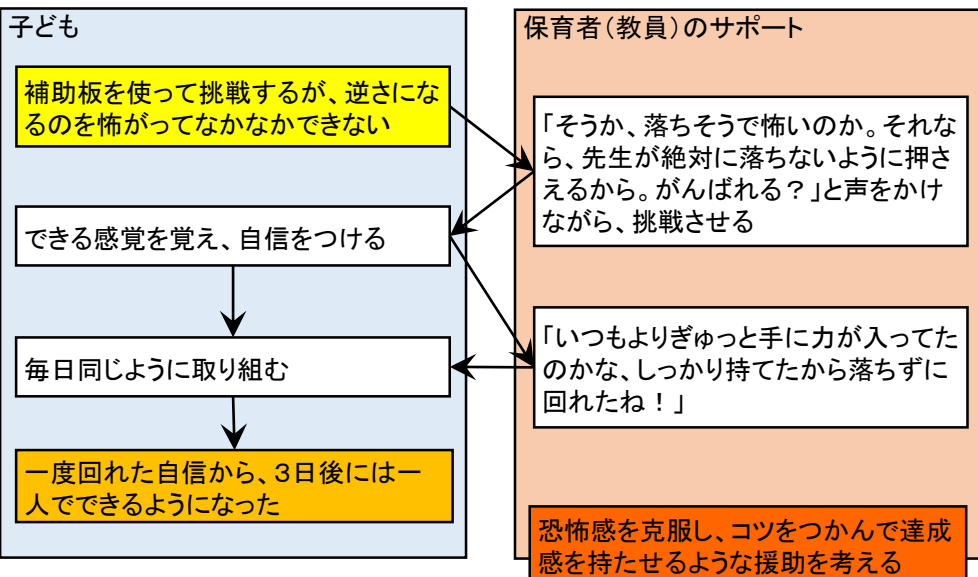 子ども
補助板を使って挑戦するが、逆さにな
るのを怖がってなかなかできない
できる感覚を覚え、自信をつける
毎日同じように取り組む
一度回れた自信から、３日後には一
人でできるようになった
保育者（教員）のサポート
「そうか、落ちそうで怖いのか。それな
ら、先生が絶対に落ちないように押さ
えるから。がんばれる？」と声をかけ
ながら、挑戦させる
「いつもよりぎゅっと手に力が入ってた
のかな、しっかり持てたから落ちずに
回れたね！」
恐怖感を克服し、コツをつかんで達成
感を持たせるような援助を考える